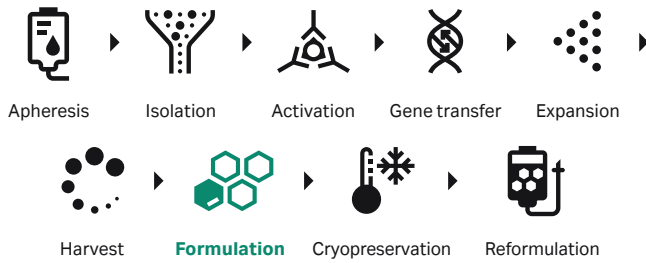 Apheresis Isolation Activation Gene transfer Expansion
Harvest Formulation Cryopreservation Reformulation